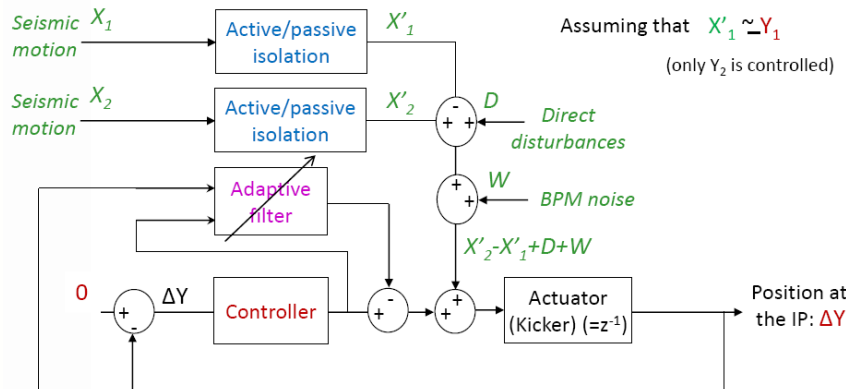 Seismic motion X1
Active/passive isolation
X'1
Assuming that X'1 ≃ Y1
(only Y2 is controlled)
Seismic motion X2
Active/passive isolation
X'2
-
+ +
D
Direct disturbances
Adaptive filter
+
+
W
BPM noise
X'2-X'1+D+W
0
+
-
ΔY
Controller
-
+
+
+
Actuator
(Kicker) (=z-1)
Position at
the IP: ΔY